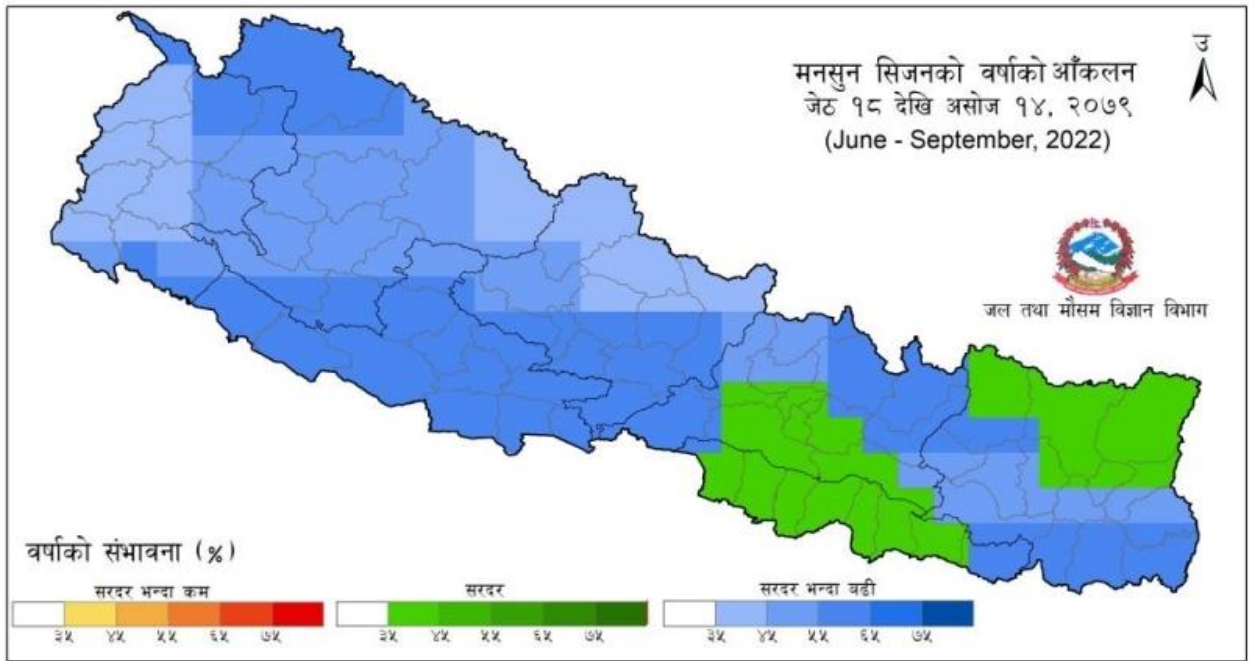 मनसुन सिजनको वर्षाको आँकलन
जेठ १८ देखि असोज १४, २०७९
(June - September, 2022)
उ
जल तथा मौसम विज्ञान विभाग
वर्षाको संभावना (%)
सरदर भन्दा कम
सरदर
सरदर भन्दा बढी
३५ ४५ ५५ ६५ ७५
३५ ४५ ५५ ६५ ७५
३५ ४५ ५५ ६५ ७५